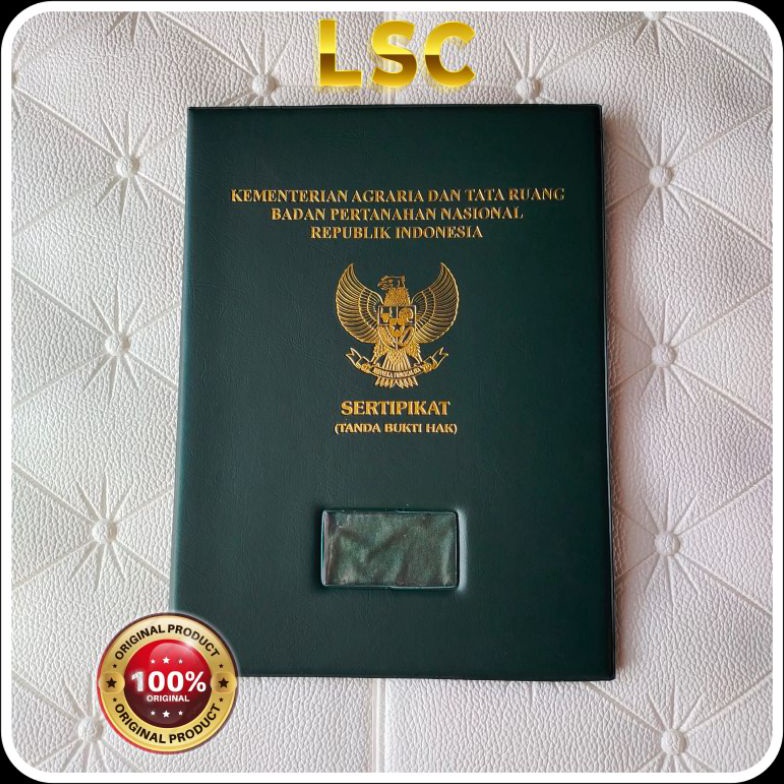 LSC
KEMENTERIAN AGRARIA DAN TATA RUANG
BADAN PERTANAHAN NASIONAL
REPUBLIK INDONESIA
SERTIPIKAT
(TANDA BUKTI HAK)
ORIGINAL PRODUCT
100%
ORIGINAL
ORIGINAL PRODUCT